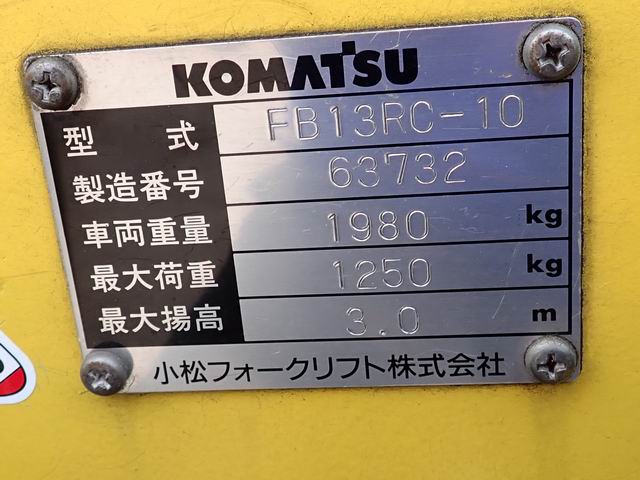 KOMATSU
型式 FB13RC-10
製造番号 63732
車両重量 1980 kg
最大荷重 1250 kg
最大揚高 3.0 m
小松フォークリフト株式会社